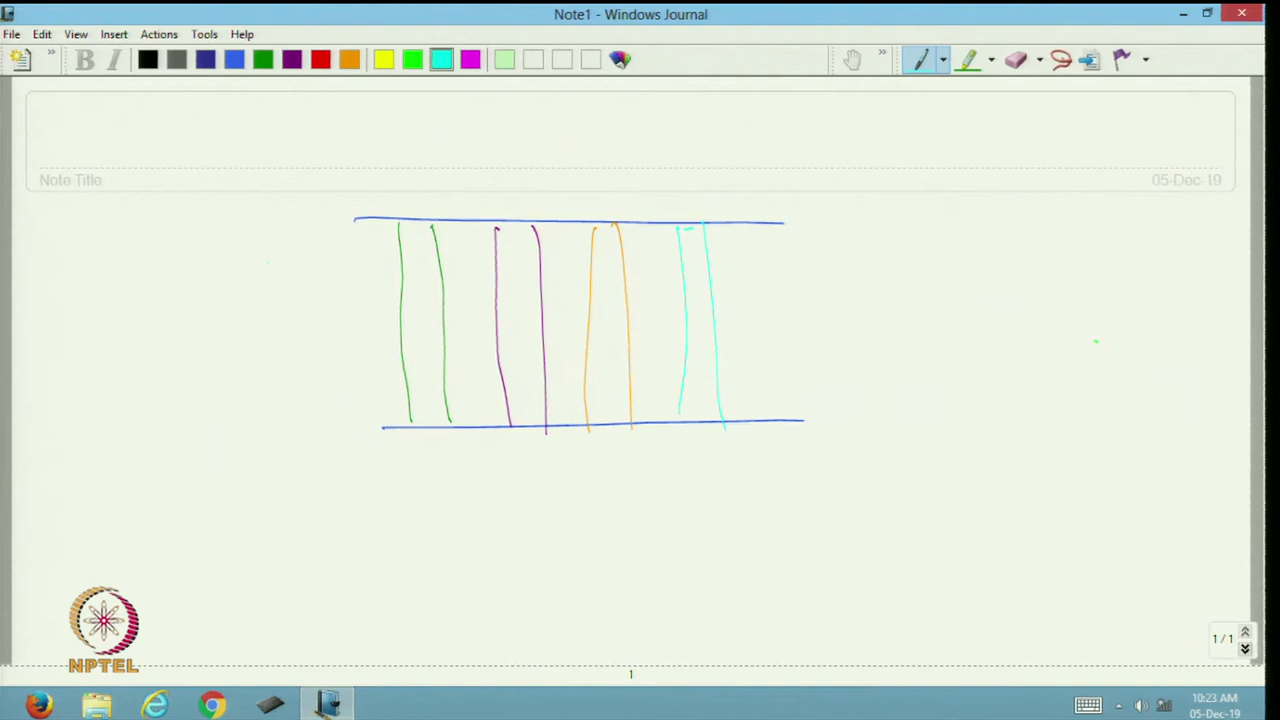 Note1 - Windows Journal
File Edit View Insert Actions Tools Help
B I
Note Title
05-Dec-19
NPTEL
1 / 1
1
10:23 AM
05-Dec-19